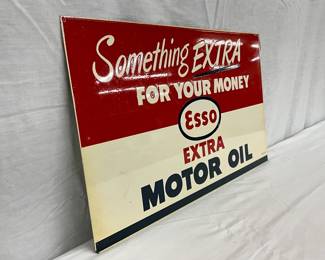 Something EXTRA
FOR YOUR MONEY
Esso
EXTRA
MOTOR OIL